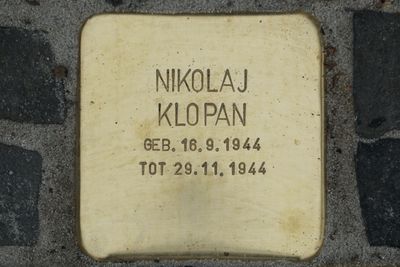 NIKOLAJ
KLOPAN
GEB. 16.9.1944
TOT 29.11.1944